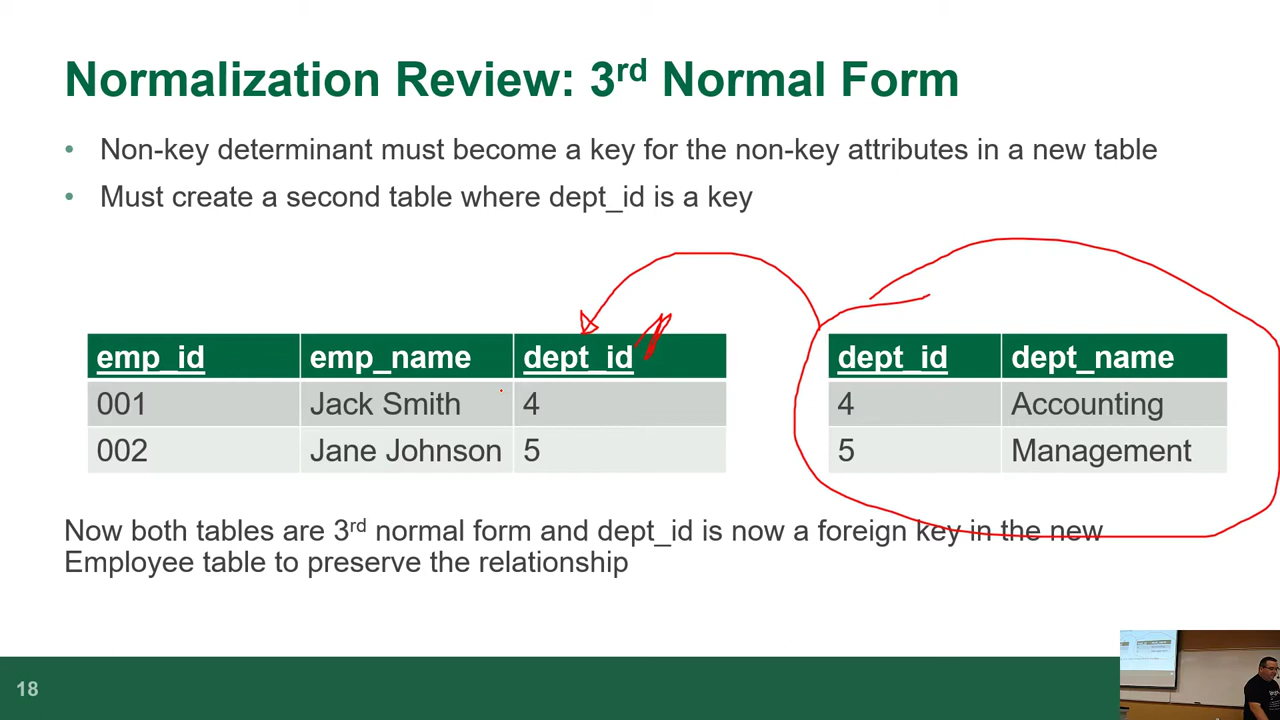 Normalization Review: 3rd Normal Form
• Non-key determinant must become a key for the non-key attributes in a new table
• Must create a second table where dept_id is a key
emp_id emp_name dept_id
001 Jack Smith 4
002 Jane Johnson 5
dept_id dept_name
4 Accounting
5 Management
Now both tables are 3rd normal form and dept_id is now a foreign key in the new
Employee table to preserve the relationship
18